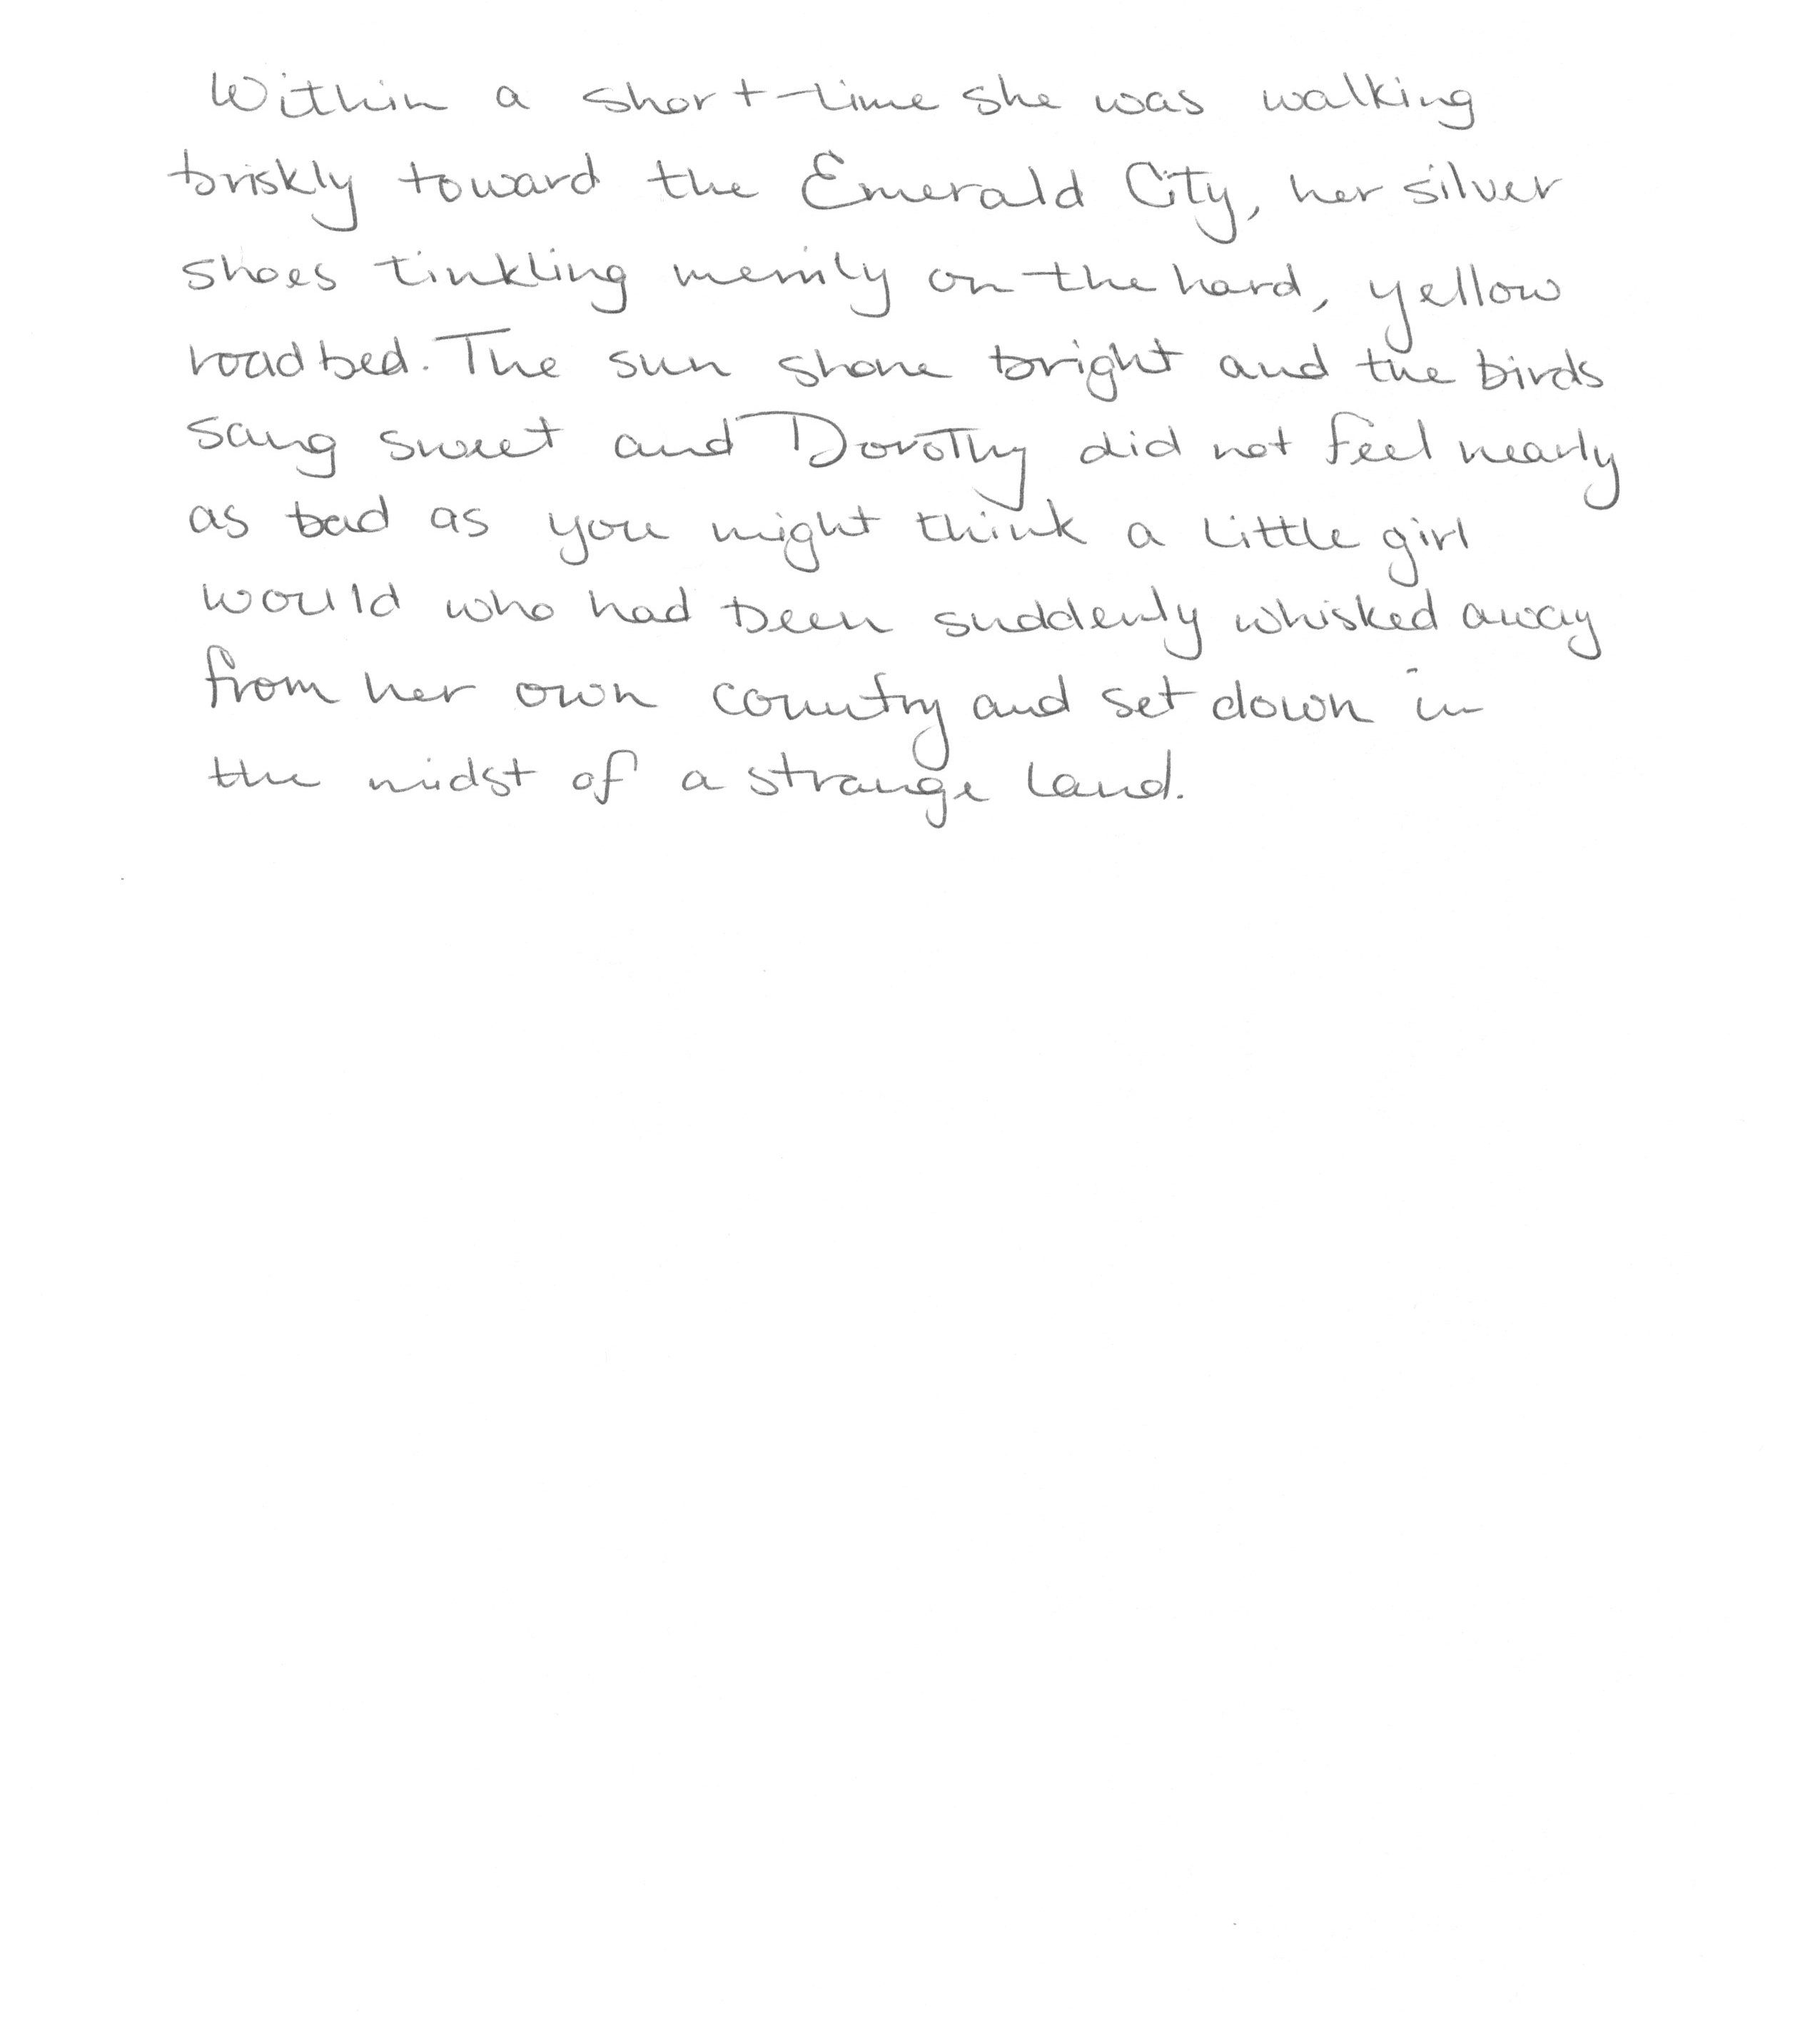 Within a short time she was walking
briskly toward the Emerald City, her silver
shoes tinkling merrily on the hard, yellow
roadbed. The sun shone bright and the birds
sang sweet and Dorothy did not feel nearly
as bad as you might think a little girl
would who had been suddenly whisked away
from her own country and set down in
the midst of a strange land.